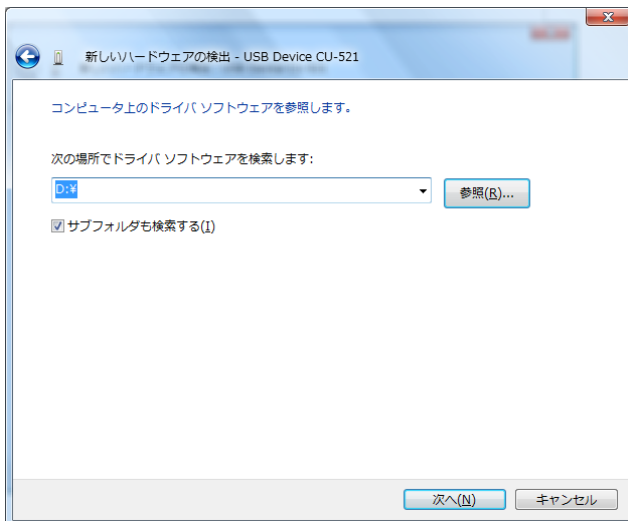 新しいハードウェアの検出 - USB Device CU-521
コンピュータ上のドライバ ソフトウェアを参照します。
次の場所でドライバ ソフトウェアを検索します:
D:¥
参照(R)...
サブフォルダも検索する(I)
次へ(N)
キャンセル